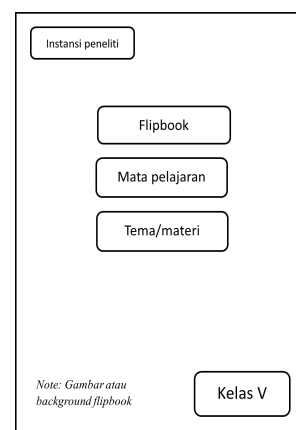 Instansi peneliti
Flipbook
Mata pelajaran
Tema/materi
Note: Gambar atau
background flipbook
Kelas V